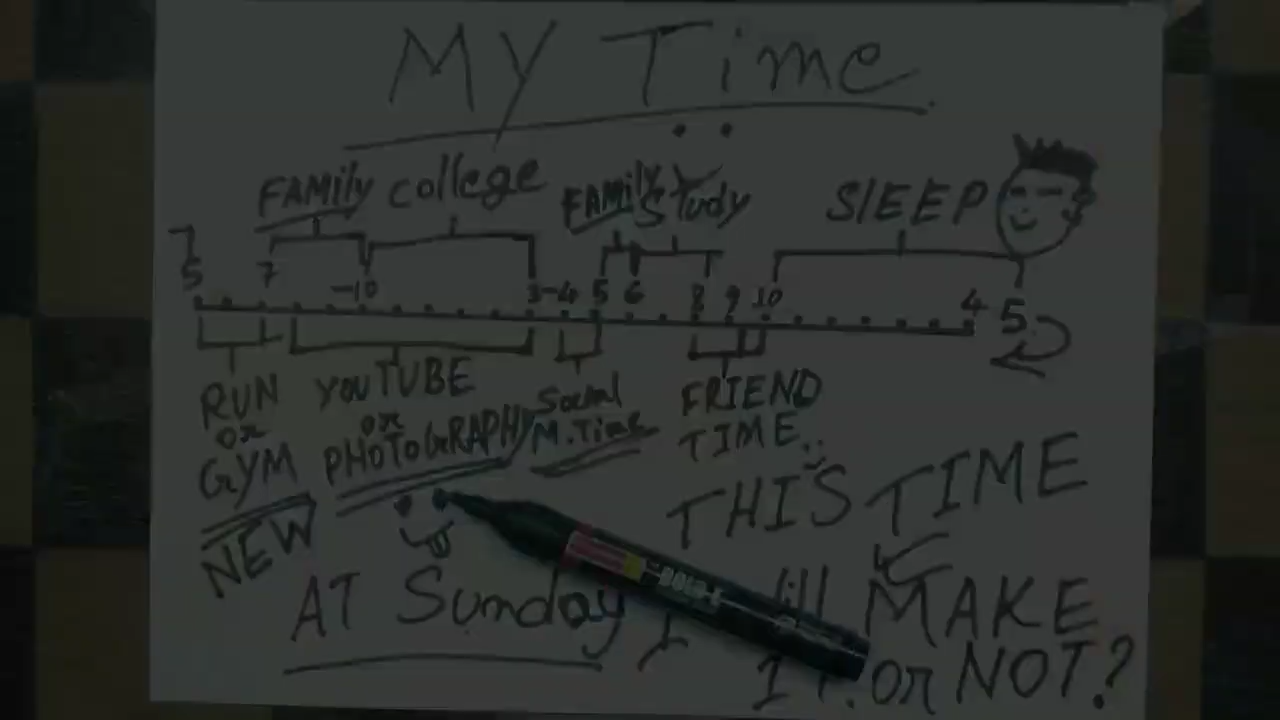 My Time
FAMily college FAMily Study SlEEP
5 7 -10 3-4 5 6 8 9 10 4 5
RUN YouTUBE Social FRIEND
or or M.Time TIME
GYM PHOTOGRAPHY
NEW
THIS TIME
AT Sunday I 'ill MAKE
IT. or NOT?